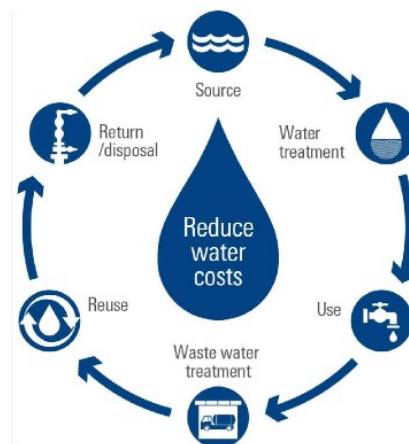 Source
Water
treatment
Use
Waste water
treatment
Reuse
Return
/disposal
Reduce
water
costs